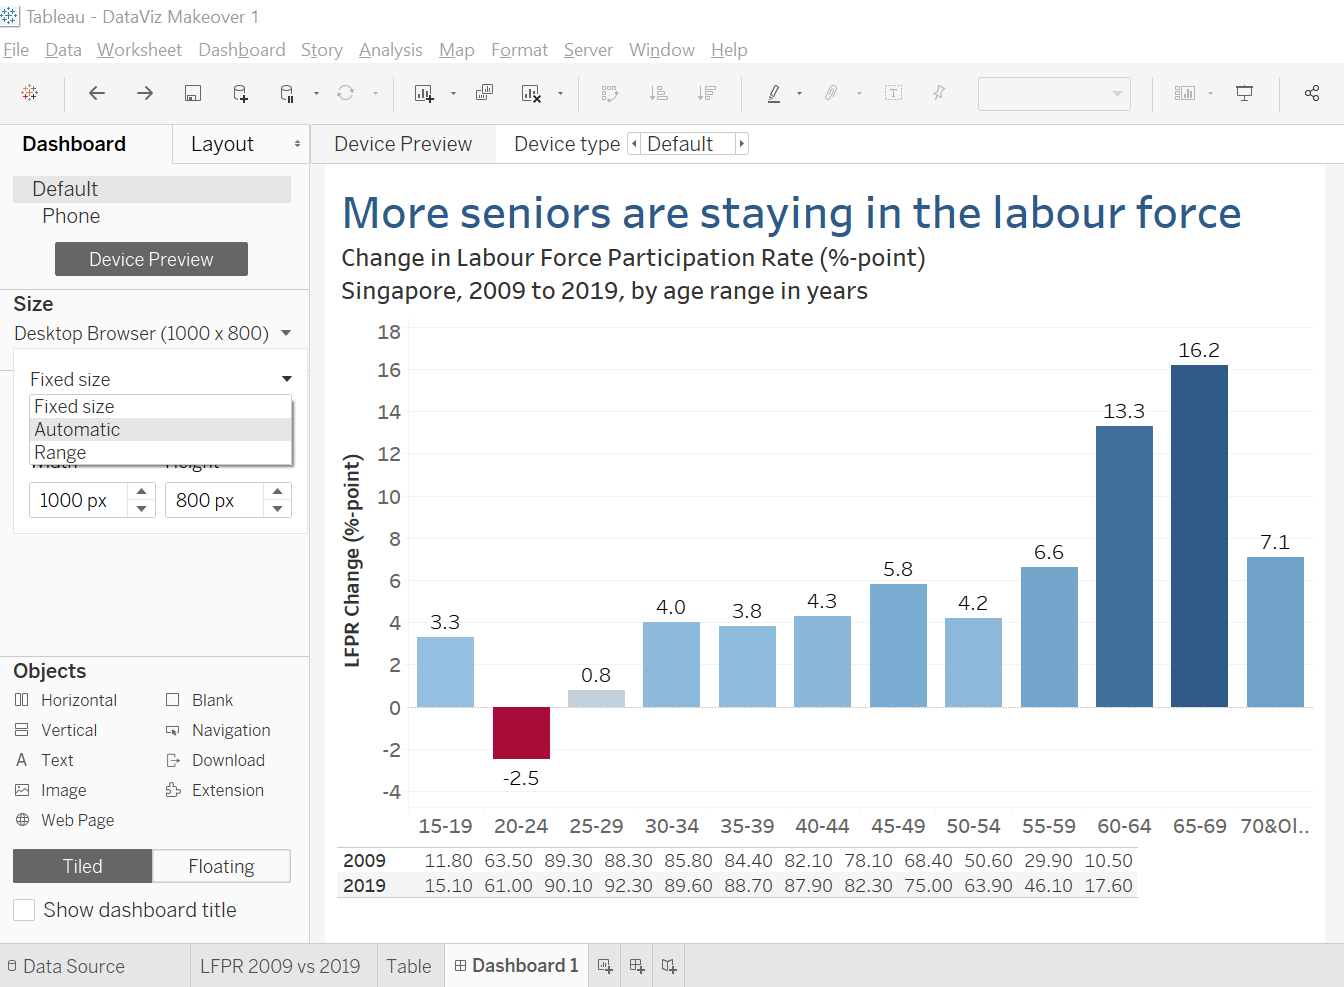 Tableau - DataViz Makeover 1
File Data Worksheet Dashboard Story Analysis Map Format Server Window Help
Dashboard Layout Device Preview Device type Default
Default
Phone
Device Preview
Size
Desktop Browser (1000 x 800)
Fixed size
Fixed size
Automatic
Range
Width Height
1000 px 800 px
Objects
Horizontal Blank
Vertical Navigation
Text Download
Image Extension
Web Page
Tiled Floating
Show dashboard title
More seniors are staying in the labour force
Change in Labour Force Participation Rate (%-point)
Singapore, 2009 to 2019, by age range in years
LFPR Change (%-point)
18
16
14
12
10
8
6
4
2
0
-2
-4
3.3
-2.5
0.8
4.0
3.8
4.3
5.8
4.2
6.6
13.3
16.2
7.1
15-19 20-24 25-29 30-34 35-39 40-44 45-49 50-54 55-59 60-64 65-69 70&Ol..
2009 11.80 63.50 89.30 88.30 85.80 84.40 82.10 78.10 68.40 50.60 29.90 10.50
2019 15.10 61.00 90.10 92.30 89.60 88.70 87.90 82.30 75.00 63.90 46.10 17.60
Data Source LFPR 2009 vs 2019 Table Dashboard 1